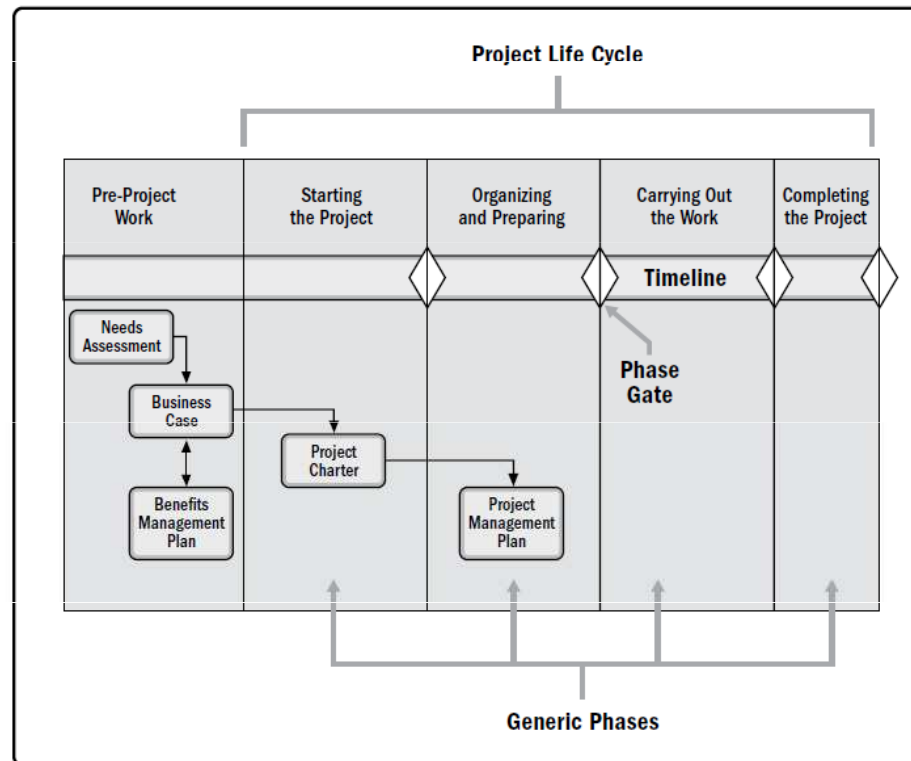 Project Life Cycle
Pre-Project
Work
Starting
the Project
Organizing
and Preparing
Carrying Out
the Work
Completing
the Project
Timeline
Needs
Assessment
Phase
Gate
Business
Case
Project
Charter
Benefits
Management
Plan
Project
Management
Plan
Generic Phases